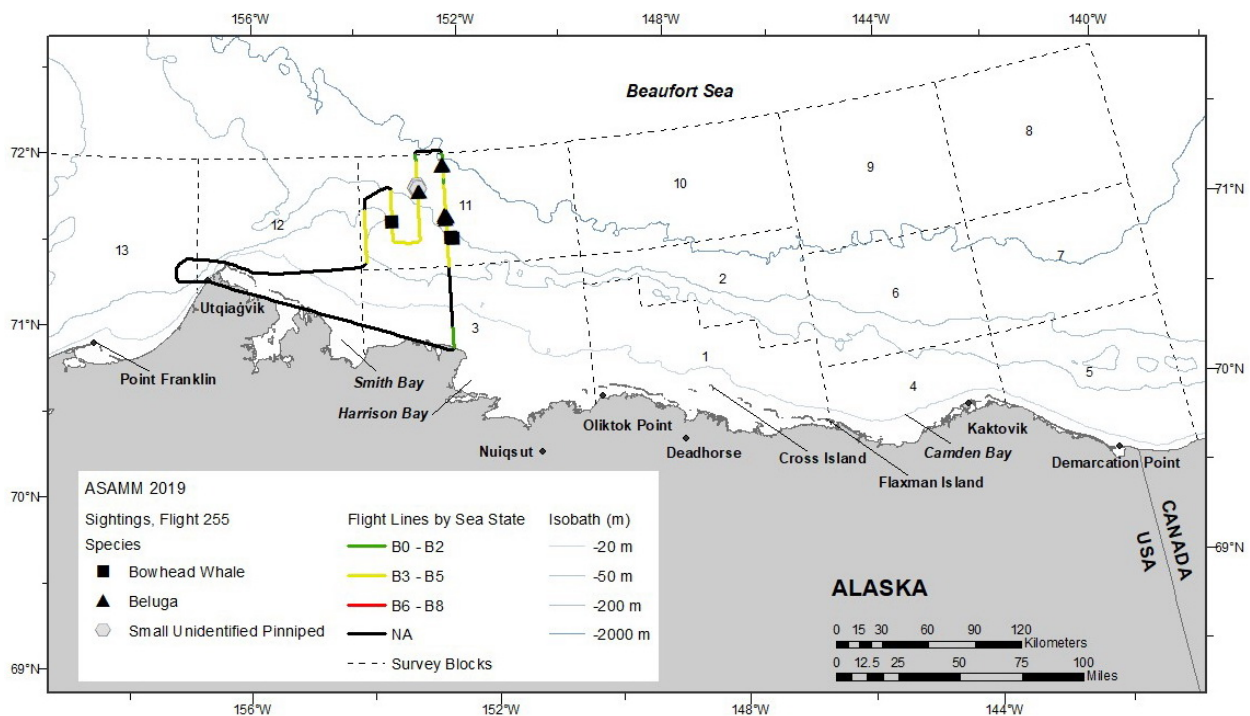 156°W 152°W 148°W 144°W 140°W
Beaufort Sea
72°N
71°N
70°N
69°N
71°N
70°N
69°N
8
9
10
11
12
13
7
2
6
3
1
5
4
Utqiaġvik
Point Franklin
Smith Bay
Harrison Bay
Oliktok Point
Kaktovik
Nuiqsut
Deadhorse
Cross Island
Camden Bay
Demarcation Point
Flaxman Island
CANADA
USA
ALASKA
ASAMM 2019
Sightings, Flight 255
Species
Bowhead Whale
Beluga
Small Unidentified Pinniped
Flight Lines by Sea State
B0 - B2
B3 - B5
B6 - B8
NA
Survey Blocks
Isobath (m)
-20 m
-50 m
-200 m
-2000 m
0 15 30 60 90 120
Kilometers
0 12.5 25 50 75 100
Miles
156°W 152°W 148°W 144°W